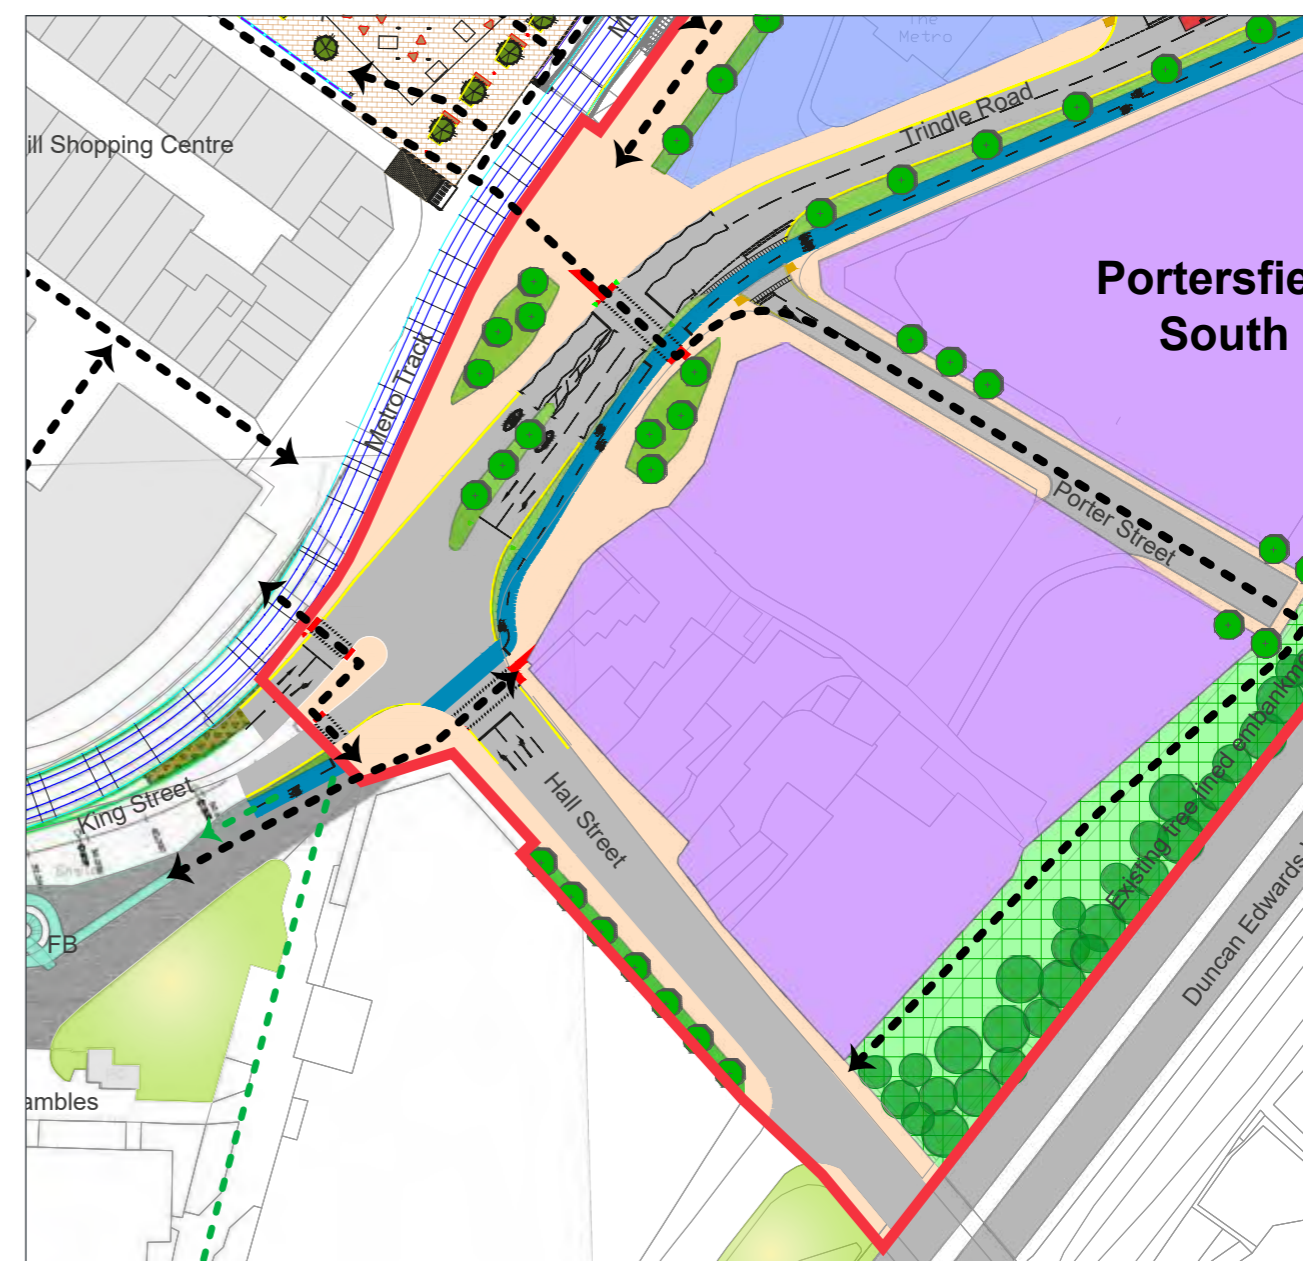 The
Metro
Trindle Road
ill Shopping Centre
Portersfie
South
Metro Track
Porter Street
Existing tree lined embankme
King Street
Hall Street
Duncan Edwards
FB
ambles